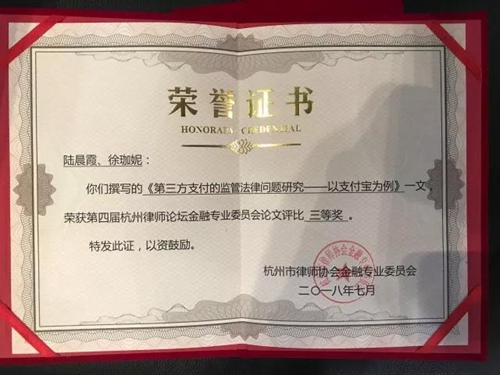 荣誉证书
HONORATY CREDENTIAL
陆晨霞、徐珈妮：
你们撰写的《第三方支付的监管法律问题研究——以支付宝为例》一文，
荣获第四届杭州律师论坛金融专业委员会论文评比 三等奖 。
特发此证，以资鼓励。
杭州市律师协会金融专业委员会
二〇一八年七月